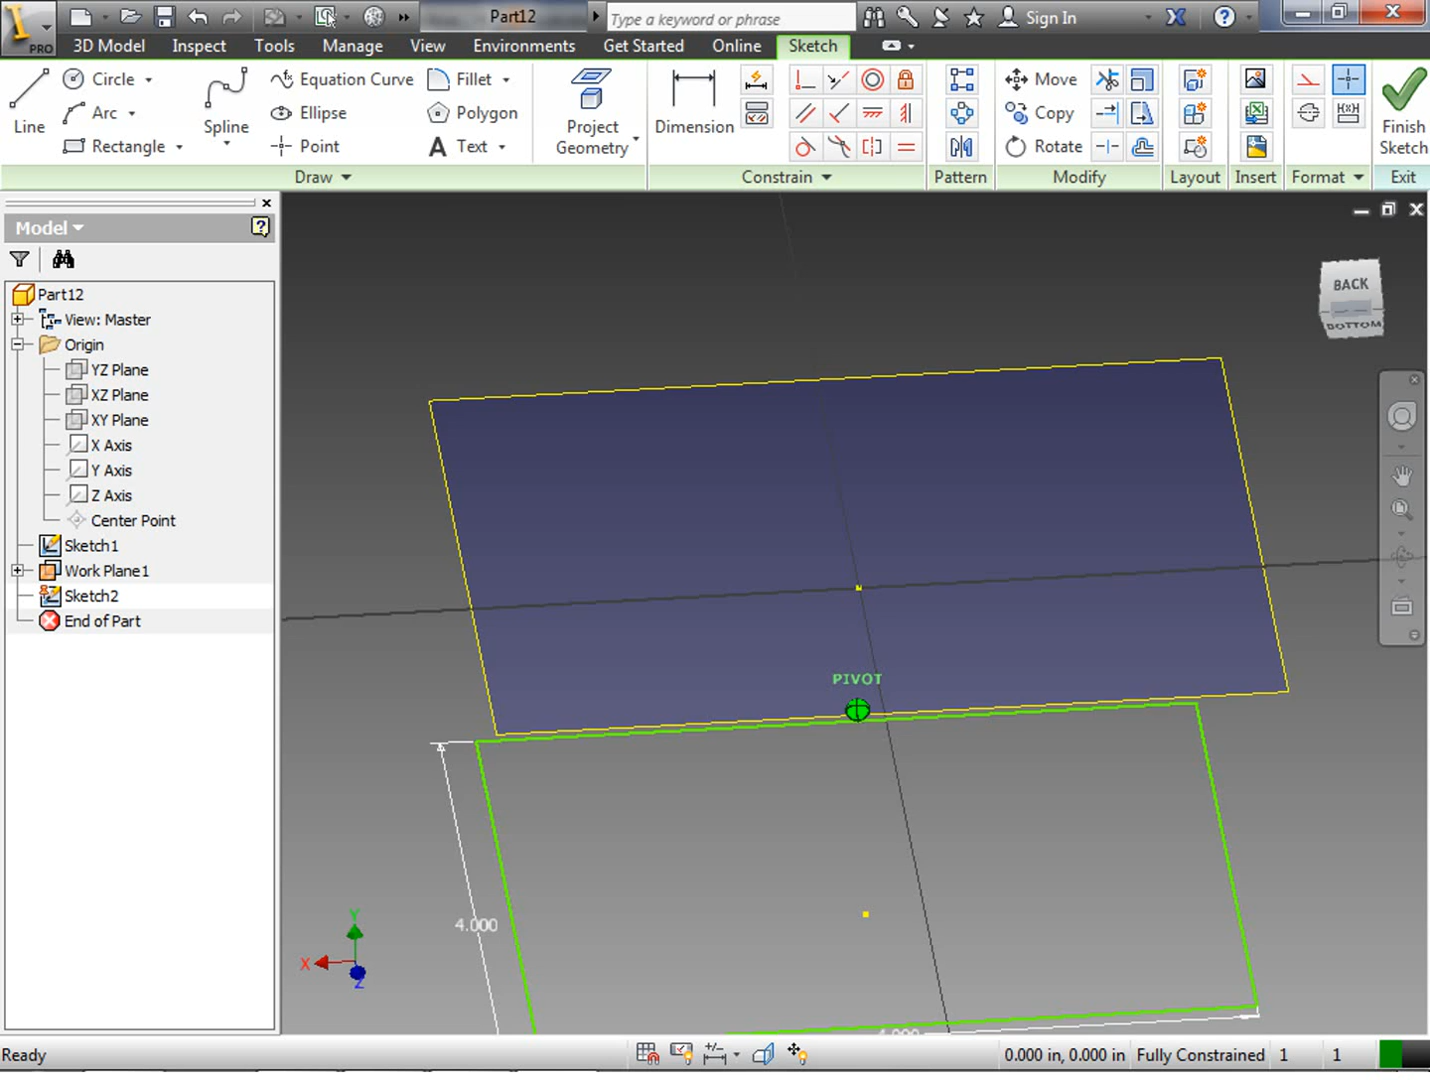 PRO
Part12
Type a keyword or phrase
Sign In
3D Model
Inspect
Tools
Manage
View
Environments
Get Started
Online
Sketch
Line
Circle
Arc
Rectangle
Spline
Equation Curve
Ellipse
Point
Fillet
Polygon
A Text
Project Geometry
Dimension
Move
Copy
Rotate
Finish Sketch
Draw
Constrain
Pattern
Modify
Layout
Insert
Format
Exit
Model
Part12
View: Master
Origin
YZ Plane
XZ Plane
XY Plane
X Axis
Y Axis
Z Axis
Center Point
Sketch1
Work Plane1
Sketch2
End of Part
BACK
BOTTOM
PIVOT
4.000
4.000
Y
X
Z
Ready
0.000 in, 0.000 in
Fully Constrained
1
1